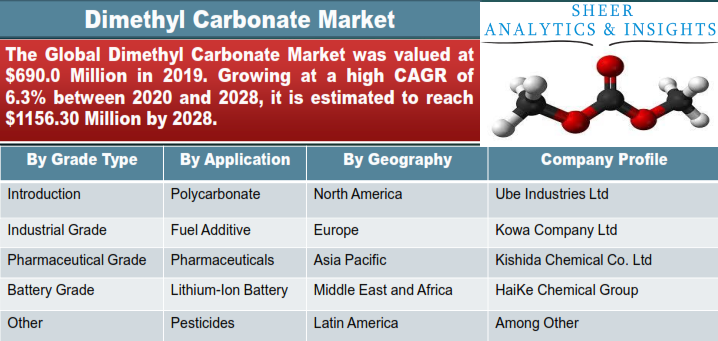 Dimethyl Carbonate Market
SHEER
ANALYTICS & INSIGHTS
The Global Dimethyl Carbonate Market was valued at
$690.0 Million in 2019. Growing at a high CAGR of
6.3% between 2020 and 2028, it is estimated to reach
$1156.30 Million by 2028.
By Grade Type By Application By Geography Company Profile
Introduction Polycarbonate North America Ube Industries Ltd
Industrial Grade Fuel Additive Europe Kowa Company Ltd
Pharmaceutical Grade Pharmaceuticals Asia Pacific Kishida Chemical Co. Ltd
Battery Grade Lithium-Ion Battery Middle East and Africa HaiKe Chemical Group
Other Pesticides Latin America Among Other